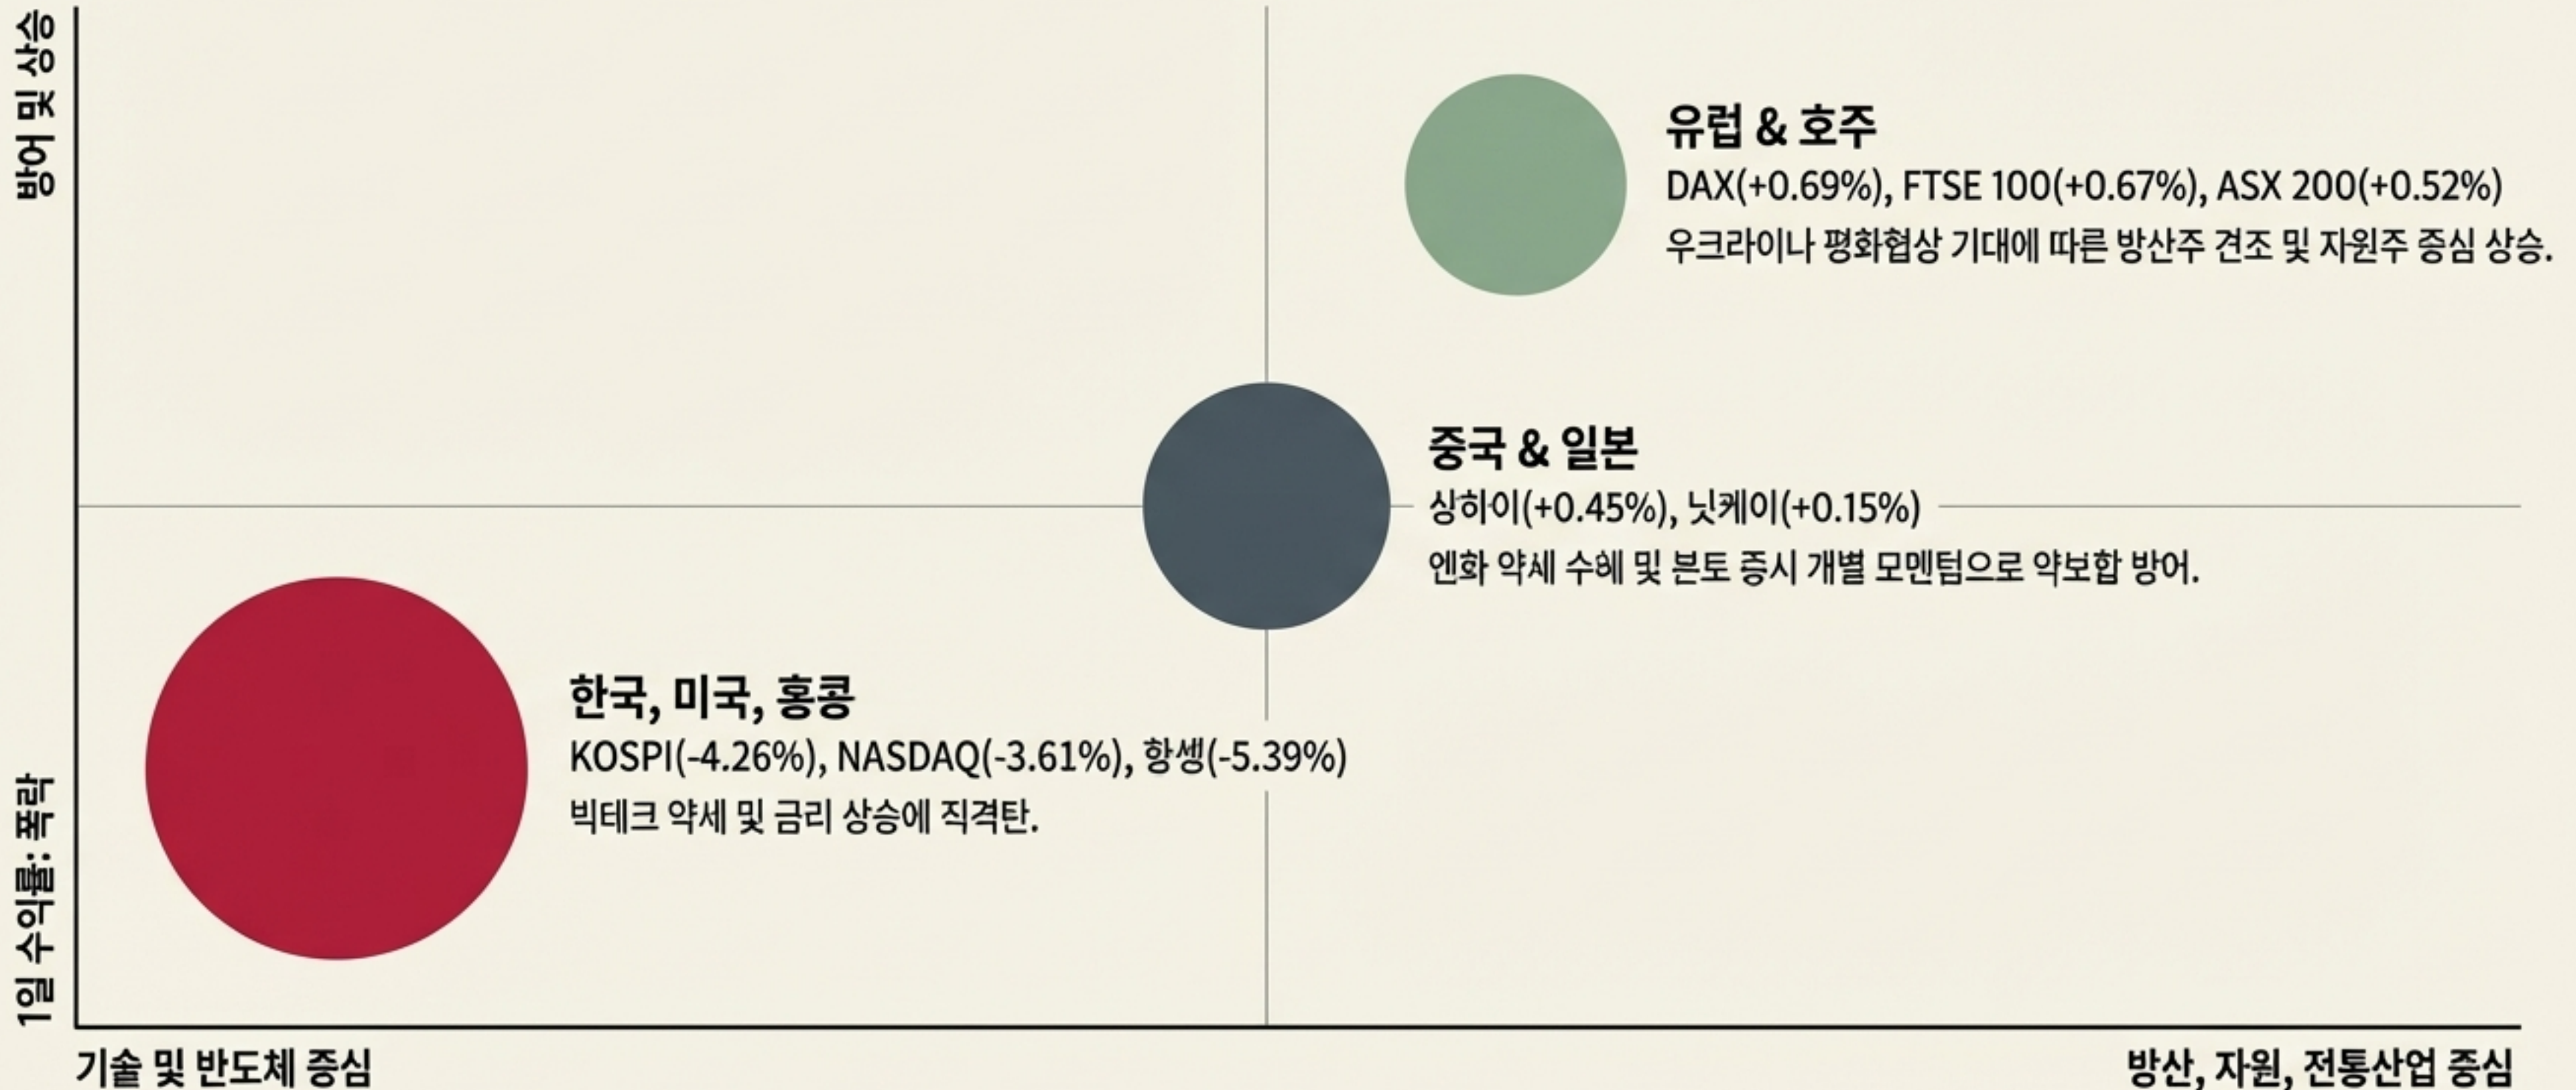 방어 및 상승
유럽 & 호주
DAX(+0.69%), FTSE 100(+0.67%), ASX 200(+0.52%)
우크라이나 평화협상 기대에 따른 방산주 견조 및 자원주 중심 상승.
중국 & 일본
상하이(+0.45%), 닛케이(+0.15%)
엔화 약세 수혜 및 본토 증시 개별 모멘텀으로 약보합 방어.
한국, 미국, 홍콩
KOSPI(-4.26%), NASDAQ(-3.61%), 항셍(-5.39%)
빅테크 약세 및 금리 상승에 직격탄.
1일 수익률: 폭락
기술 및 반도체 중심
방산, 자원, 전통산업 중심